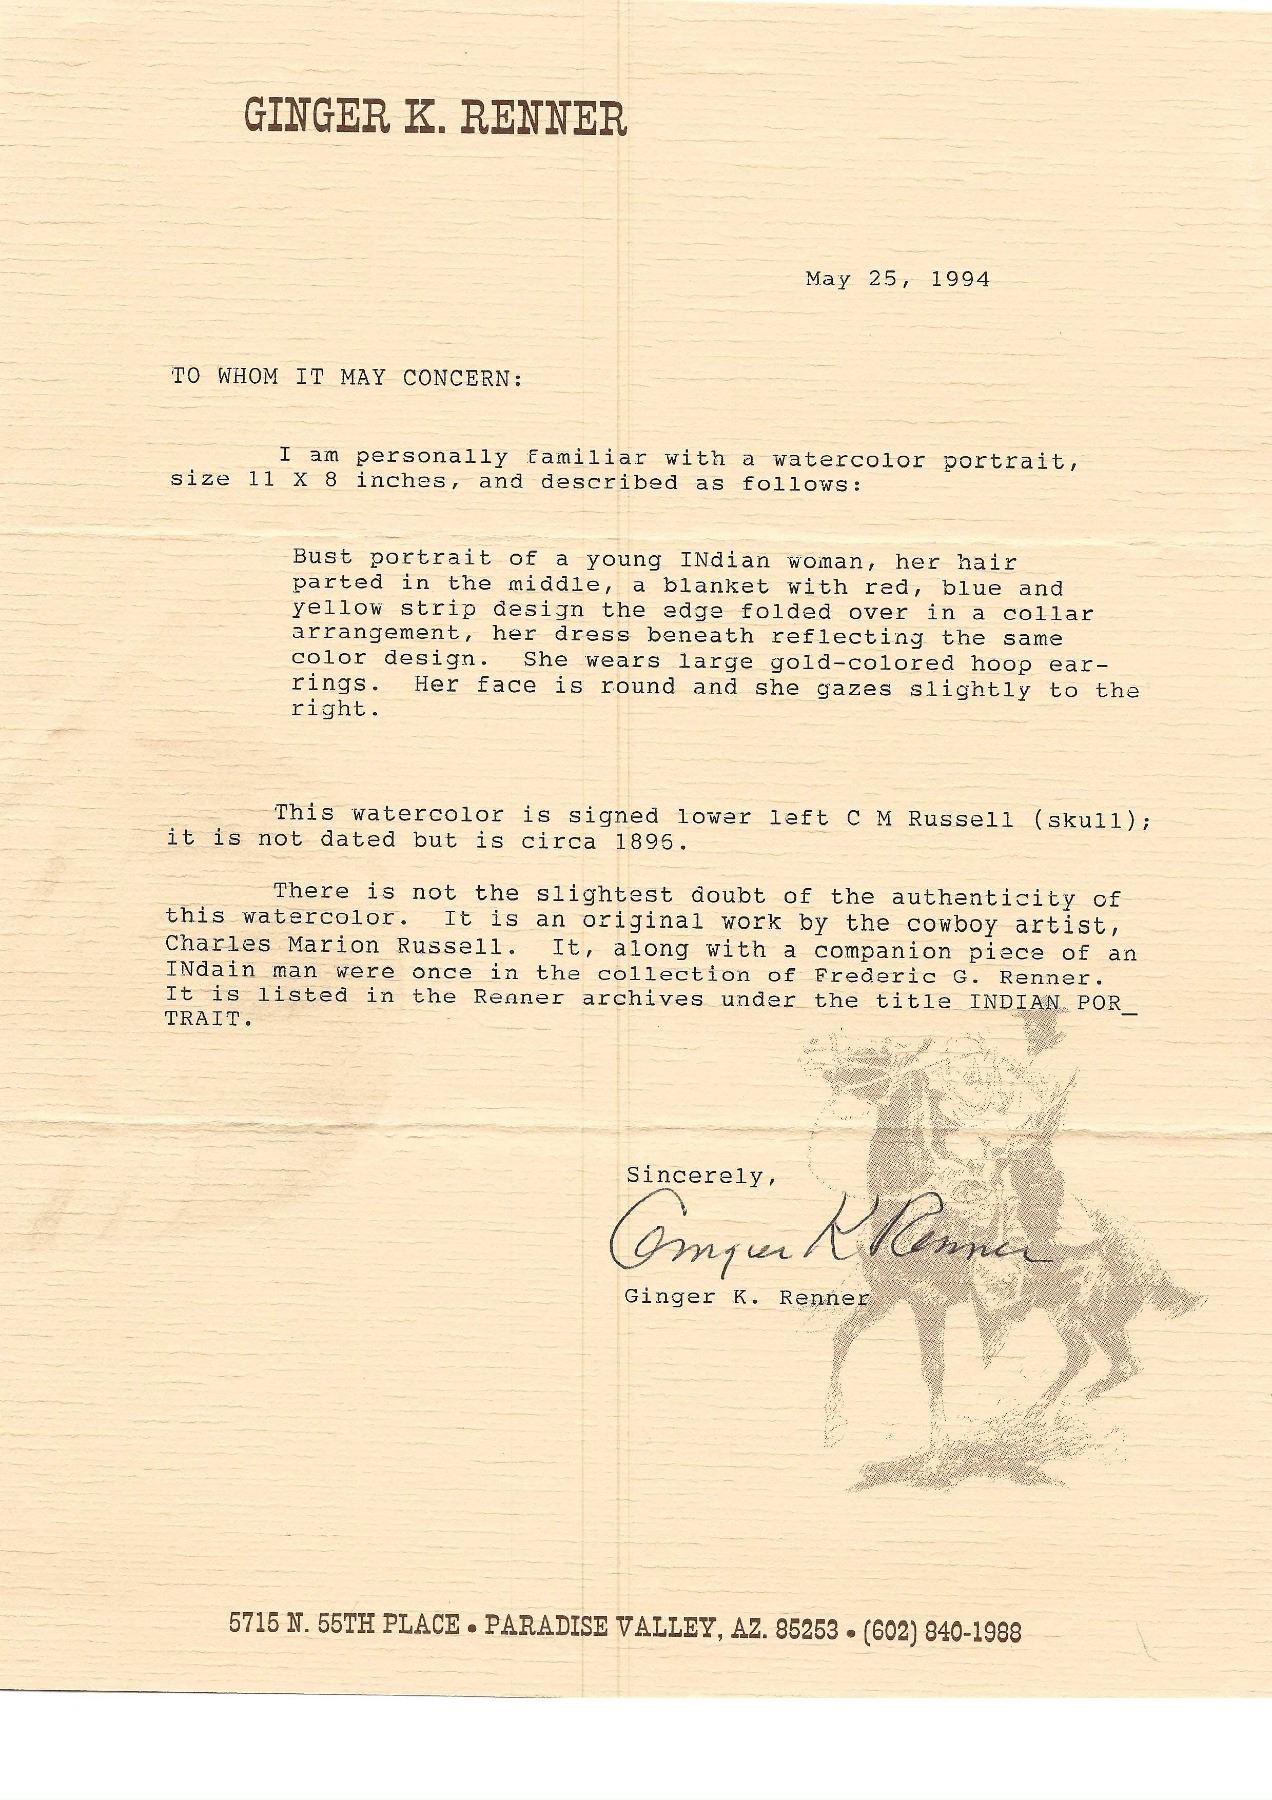 GINGER K. RENNER
May 25, 1994
TO WHOM IT MAY CONCERN:
I am personally familiar with a watercolor portrait,
size 11 X 8 inches, and described as follows:
Bust portrait of a young INdian woman, her hair
parted in the middle, a blanket with red, blue and
yellow strip design the edge folded over in a collar
arrangement, her dress beneath reflecting the same
color design. She wears large gold-colored hoop ear-
rings. Her face is round and she gazes slightly to the
right.
This watercolor is signed lower left C M Russell (skull);
it is not dated but is circa 1896.
There is not the slightest doubt of the authenticity of
this watercolor. It is an original work by the cowboy artist,
Charles Marion Russell. It, along with a companion piece of an
INdain man were once in the collection of Frederic G. Renner.
It is listed in the Renner archives under the title INDIAN POR_
TRAIT.
Sincerely,
Ginger K Renner
Ginger K. Renner
5715 N. 55TH PLACE • PARADISE VALLEY, AZ. 85253 • (602) 840-1988